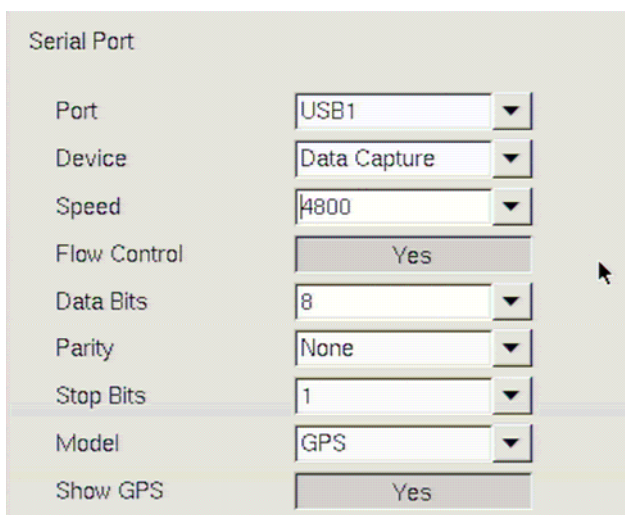 Serial Port
Port USB1
Device Data Capture
Speed 4800
Flow Control Yes
Data Bits 8
Parity None
Stop Bits 1
Model GPS
Show GPS Yes